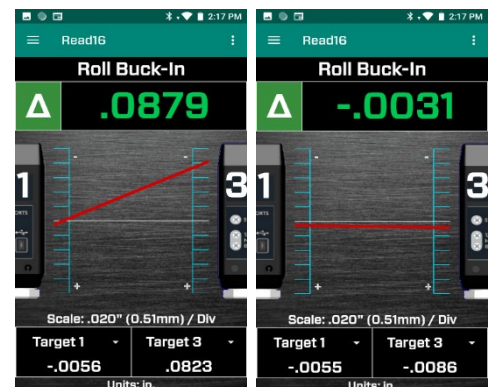 2:17 PM
Read16
Roll Buck-In
Δ .0879
- -
1 3
PORTS
+ +
Scale: .020" (0.51mm) / Div
Target 1 Target 3
-.0056 .0823
Units: in.
2:17 PM
Read16
Roll Buck-In
Δ -.0031
- -
1 3
PORTS
+ +
Scale: .020" (0.51mm) / Div
Target 1 Target 3
-.0055 -.0086
Units: in.